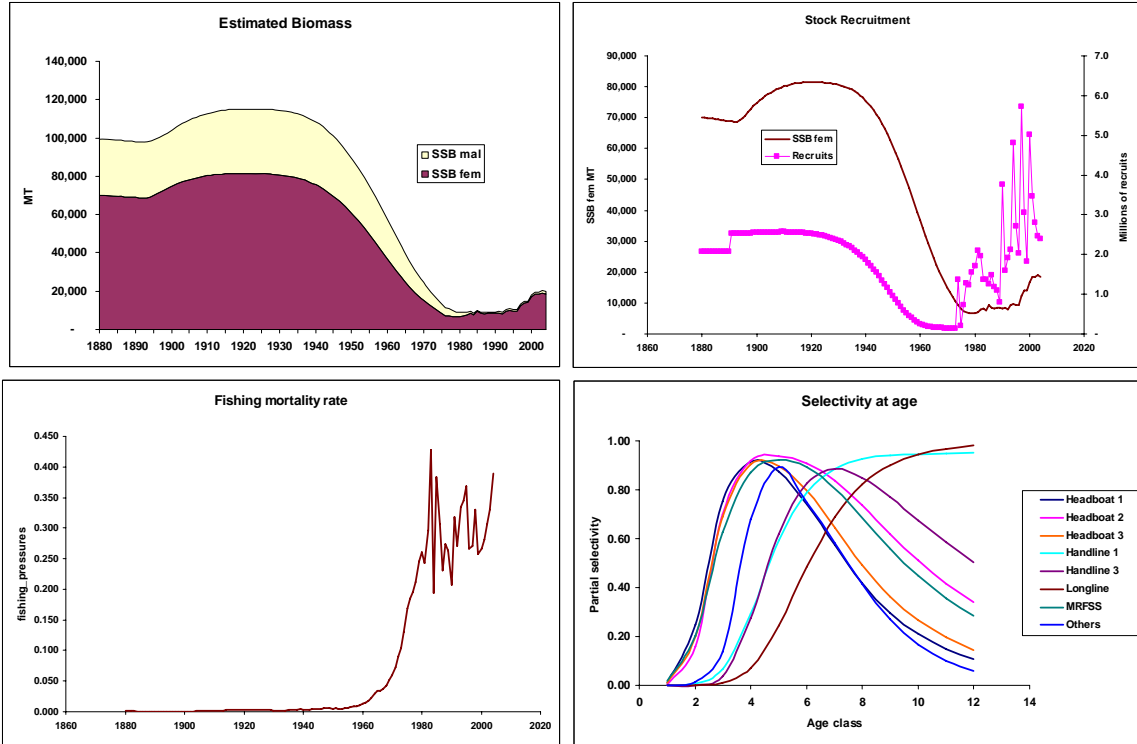 Estimated Biomass
140,000
120,000
100,000
80,000
60,000
40,000
20,000
-
MT
SSB mal
SSB fem
1880 1890 1900 1910 1920 1930 1940 1950 1960 1970 1980 1990 2000
Stock Recruitment
90,000
80,000
70,000
60,000
50,000
40,000
30,000
20,000
10,000
-
SSB fem MT
SSB fem
Recruits
7.0
6.0
5.0
4.0
3.0
2.0
1.0
-
Millions of recruits
1860 1880 1900 1920 1940 1960 1980 2000 2020
Fishing mortality rate
0.450
0.400
0.350
0.300
0.250
0.200
0.150
0.100
0.050
0.000
fishing_pressures
1860 1880 1900 1920 1940 1960 1980 2000 2020
Selectivity at age
1.00
0.80
0.60
0.40
0.20
0.00
Partial selectivity
0 2 4 6 8 10 12 14
Age class
Headboat 1
Headboat 2
Headboat 3
Handline 1
Handline 3
Longline
MRFSS
Others